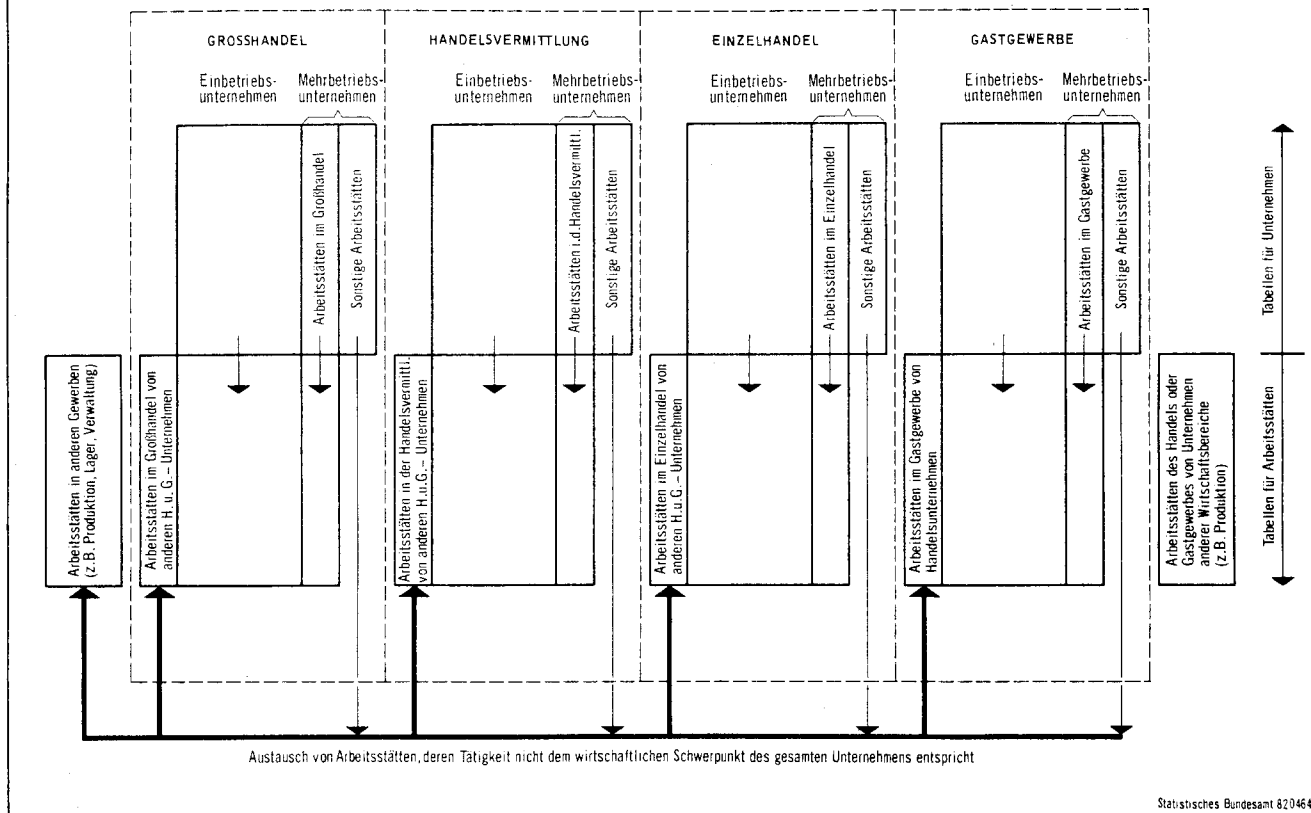 GROSSHANDEL
HANDELSVERMITTLUNG
EINZELHANDEL
GASTGEWERBE
Einbetriebs-
unternehmen
Mehrbetriebs-
unternehmen
Einbetriebs-
unternehmen
Mehrbetriebs-
unternehmen
Einbetriebs-
unternehmen
Mehrbetriebs-
unternehmen
Einbetriebs-
unternehmen
Mehrbetriebs-
unternehmen
Arbeitsstätten im Großhandel
Sonstige Arbeitsstätten
Arbeitsstätten i.d.Handelsvermittl.
Sonstige Arbeitsstätten
Arbeitsstätten im Einzelhandel
Sonstige Arbeitsstätten
Arbeitsstätten im Gastgewerbe
Sonstige Arbeitsstätten
Tabellen für Unternehmen
Arbeitsstätten in anderen Gewerben
(z.B. Produktion, Lager, Verwaltung)
Arbeitsstätten im Großhandel von
anderen H. u. G. – Unternehmen
Arbeitsstätten in der Handelsvermittl.
von anderen H.u.G. – Unternehmen
Arbeitsstätten im Einzelhandel von
anderen H. u. G. – Unternehmen
Arbeitsstätten im Gastgewerbe von
Handelsunternehmen
Arbeitsstätten des Handels oder
Gastgewerbes von Unternehmen
anderer Wirtschaftsbereiche
(z.B. Produktion)
Tabellen für Arbeitsstätten
Austausch von Arbeitsstätten, deren Tätigkeit nicht dem wirtschaftlichen Schwerpunkt des gesamten Unternehmens entspricht
Statistisches Bundesamt 820464